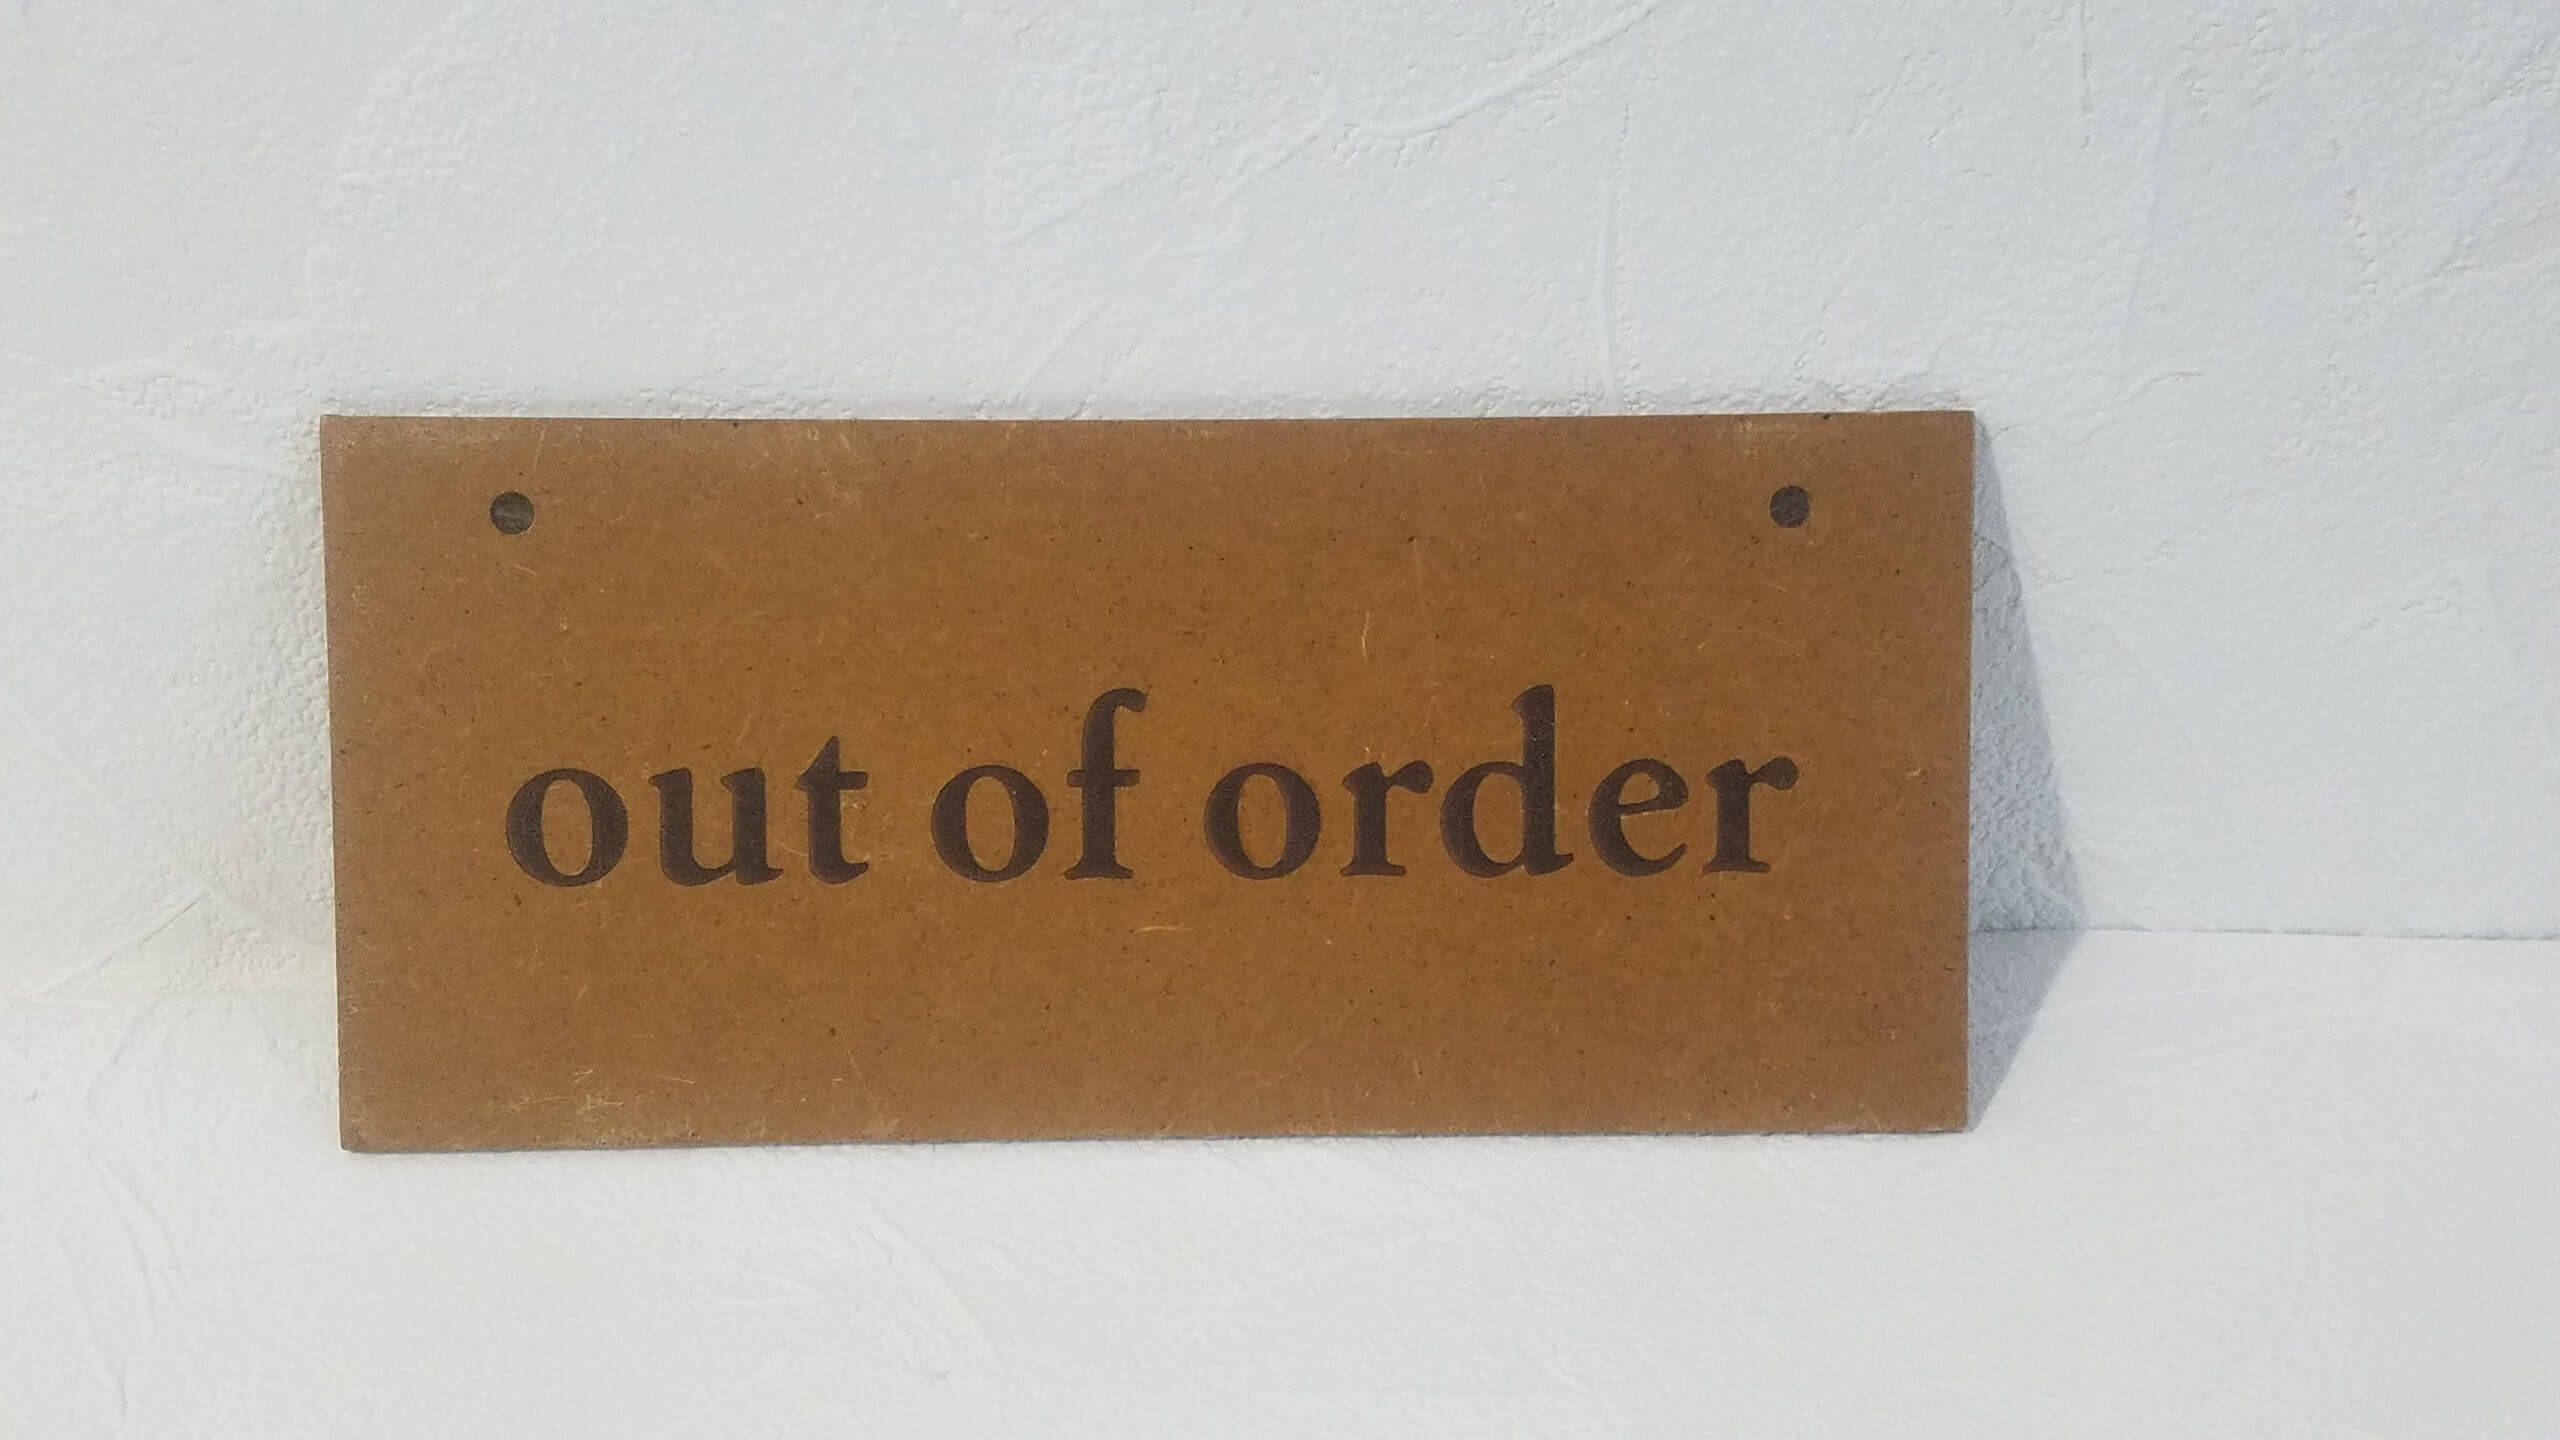 out of order